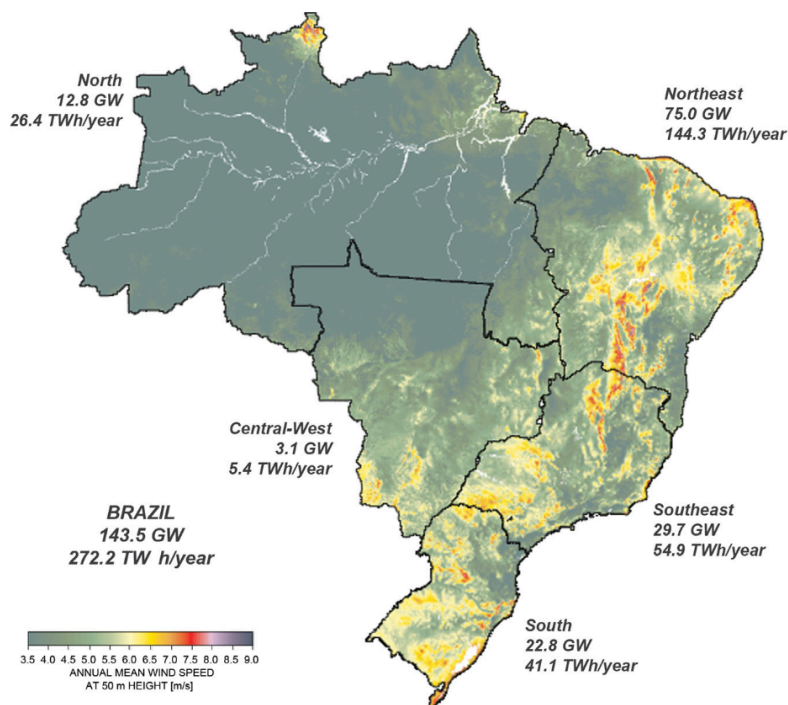 North
12.8 GW
26.4 TWh/year
Northeast
75.0 GW
144.3 TWh/year
Central-West
3.1 GW
5.4 TWh/year
BRAZIL
143.5 GW
272.2 TW h/year
Southeast
29.7 GW
54.9 TWh/year
South
22.8 GW
41.1 TWh/year
3.5 4.0 5.0 4.5 5.5 6.0 6.5 7.0 7.5 8.0 8.5 9.0
ANNUAL MEAN WIND SPEED
AT 50 m HEIGHT [m/s]